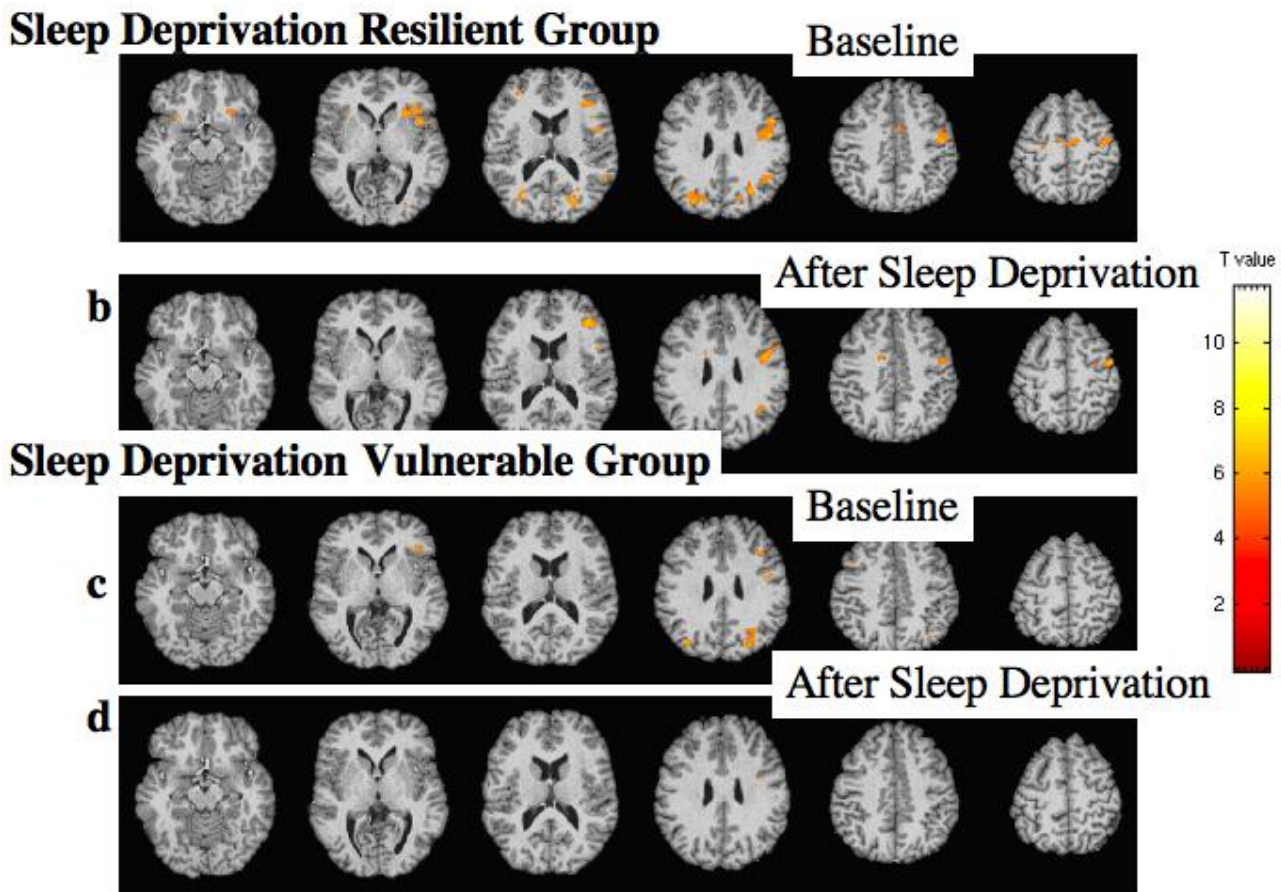 Sleep Deprivation Resilient Group
Baseline
After Sleep Deprivation
b
T value
10
8
6
4
2
Sleep Deprivation Vulnerable Group
Baseline
c
After Sleep Deprivation
d